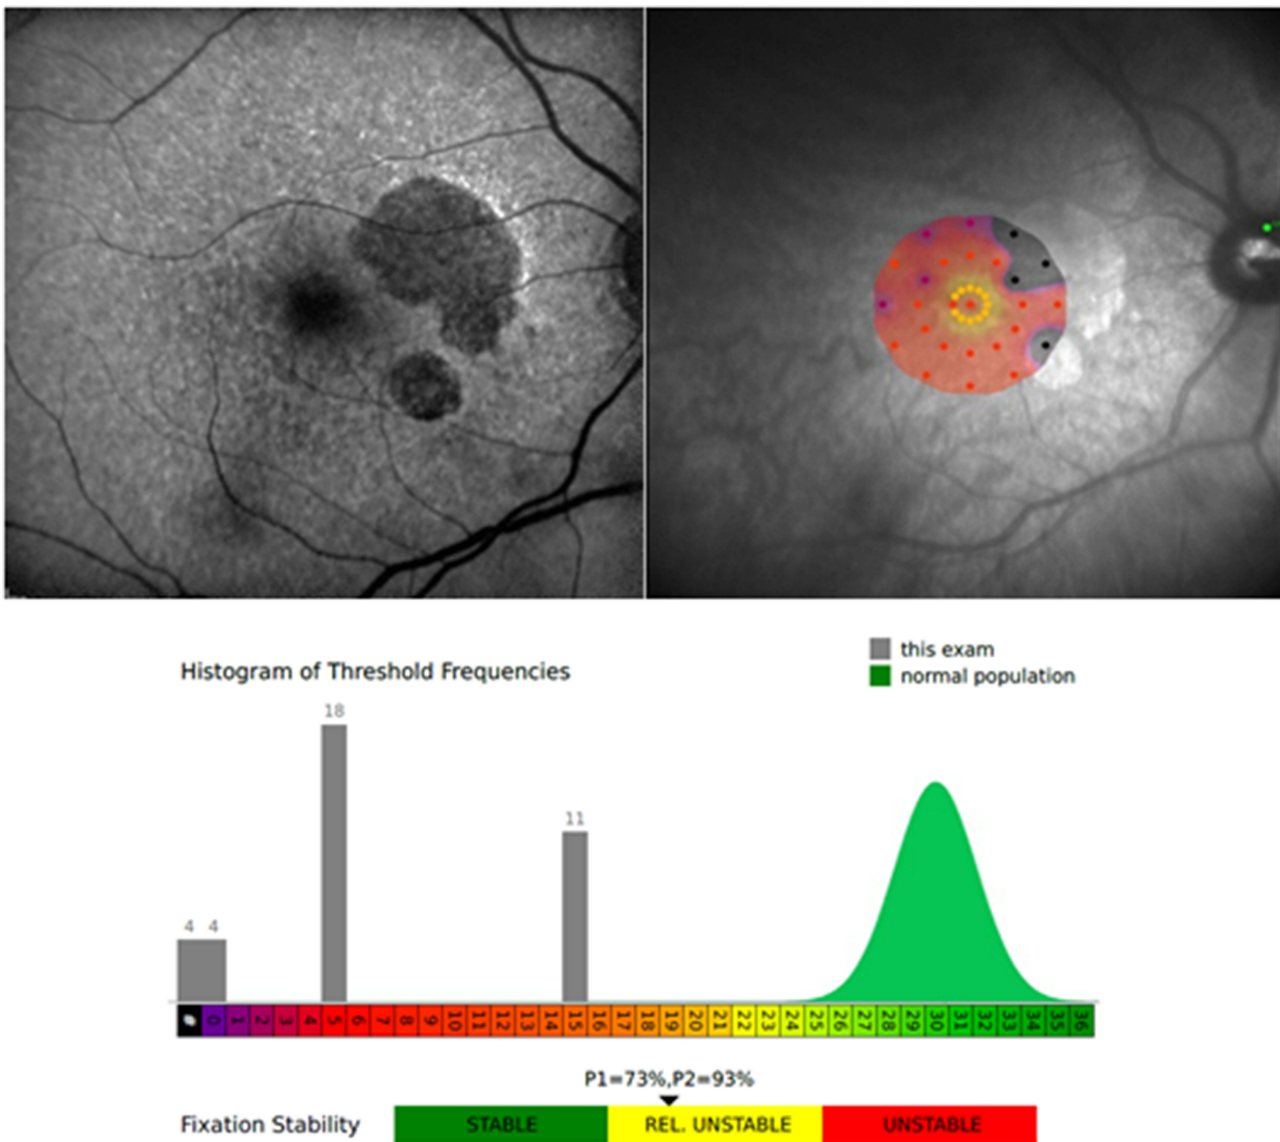 Histogram of Threshold Frequencies
this exam
normal population
18
11
4 4
# 0 1 2 3 4 5 6 7 8 9 10 11 12 13 14 15 16 17 18 19 20 21 22 23 24 25 26 27 28 29 30 31 32 33 34 35 36
P1=73%,P2=93%
Fixation Stability STABLE REL. UNSTABLE UNSTABLE